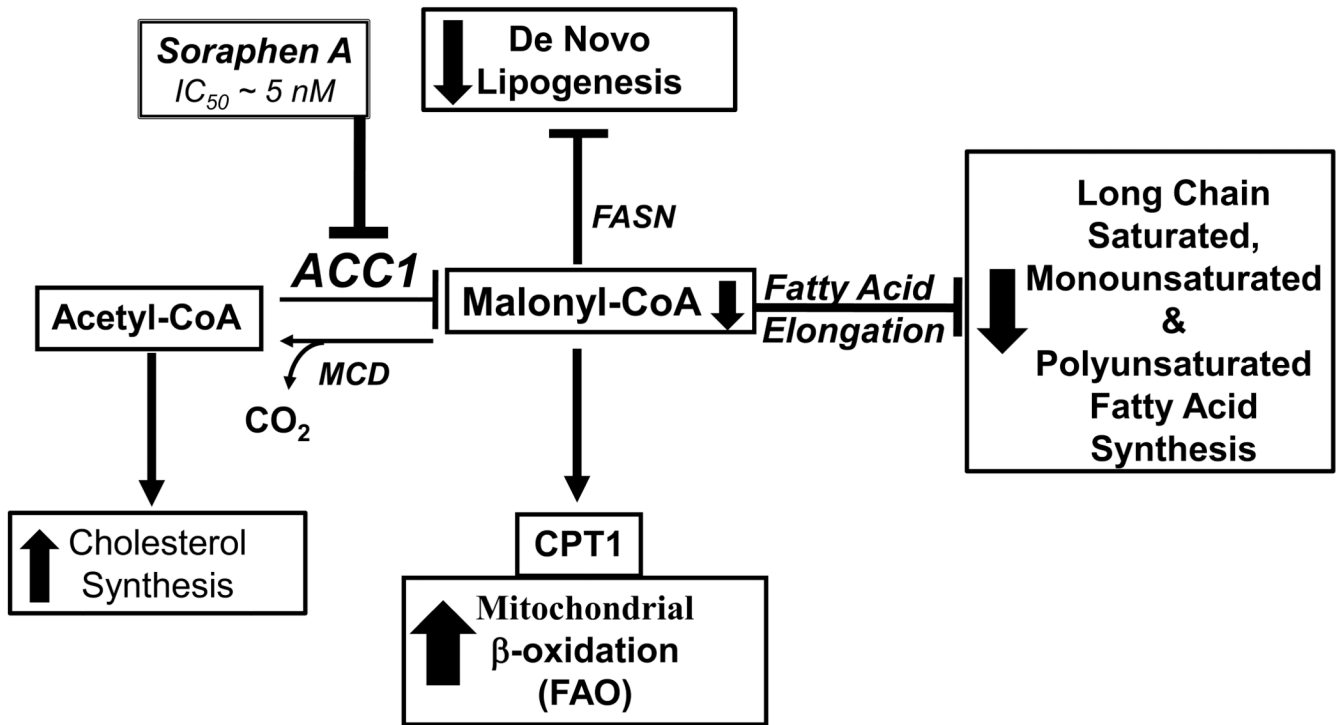 Soraphen A
IC50 ~ 5 nM
De Novo
Lipogenesis
FASN
ACC1
Acetyl-CoA
Malonyl-CoA
Fatty Acid
Elongation
Long Chain
Saturated,
Monounsaturated
&
Polyunsaturated
Fatty Acid
Synthesis
MCD
CO2
Cholesterol
Synthesis
CPT1
Mitochondrial
β-oxidation
(FAO)